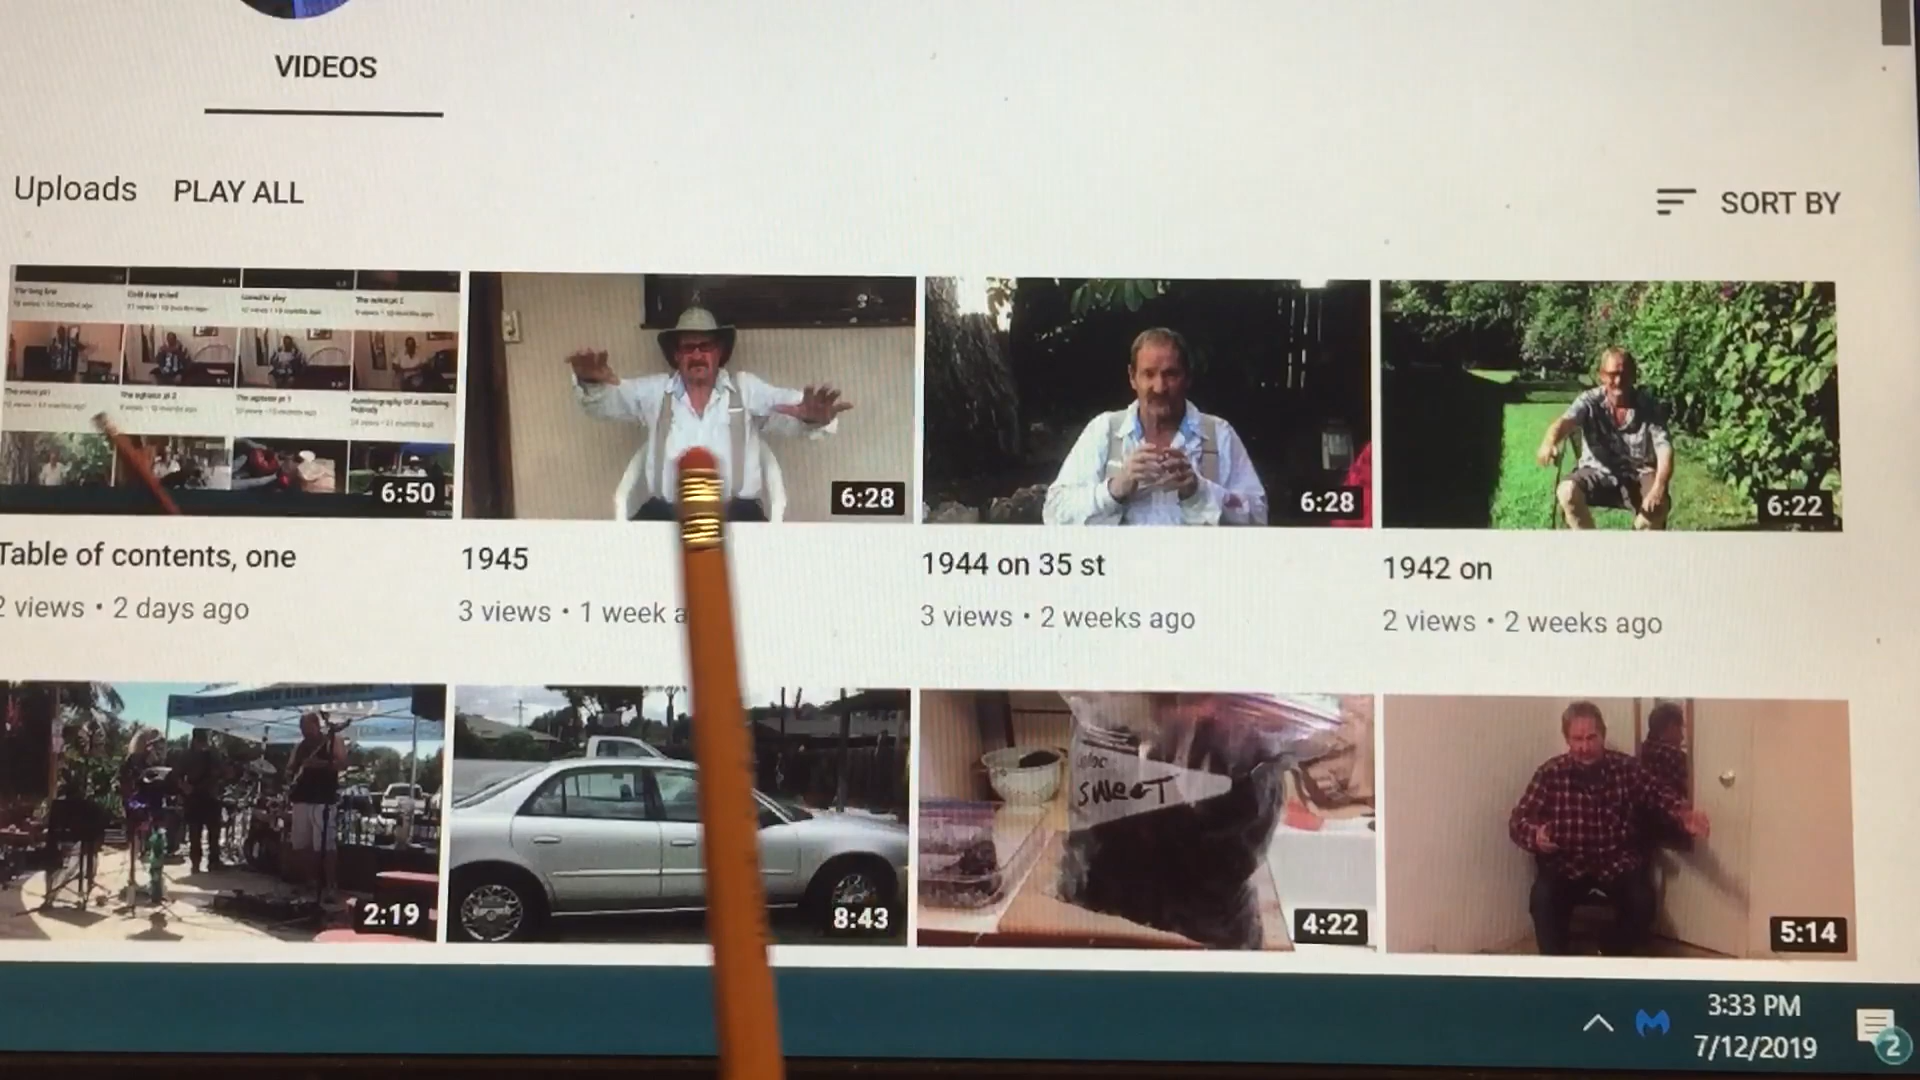 VIDEOS
Uploads PLAY ALL
SORT BY
6:50
6:28
6:28
6:22
Table of contents, one
1945
1944 on 35 st
1942 on
2 views • 2 days ago
3 views • 1 week a
3 views • 2 weeks ago
2 views • 2 weeks ago
sweeT
2:19
8:43
4:22
5:14
3:33 PM
7/12/2019
2